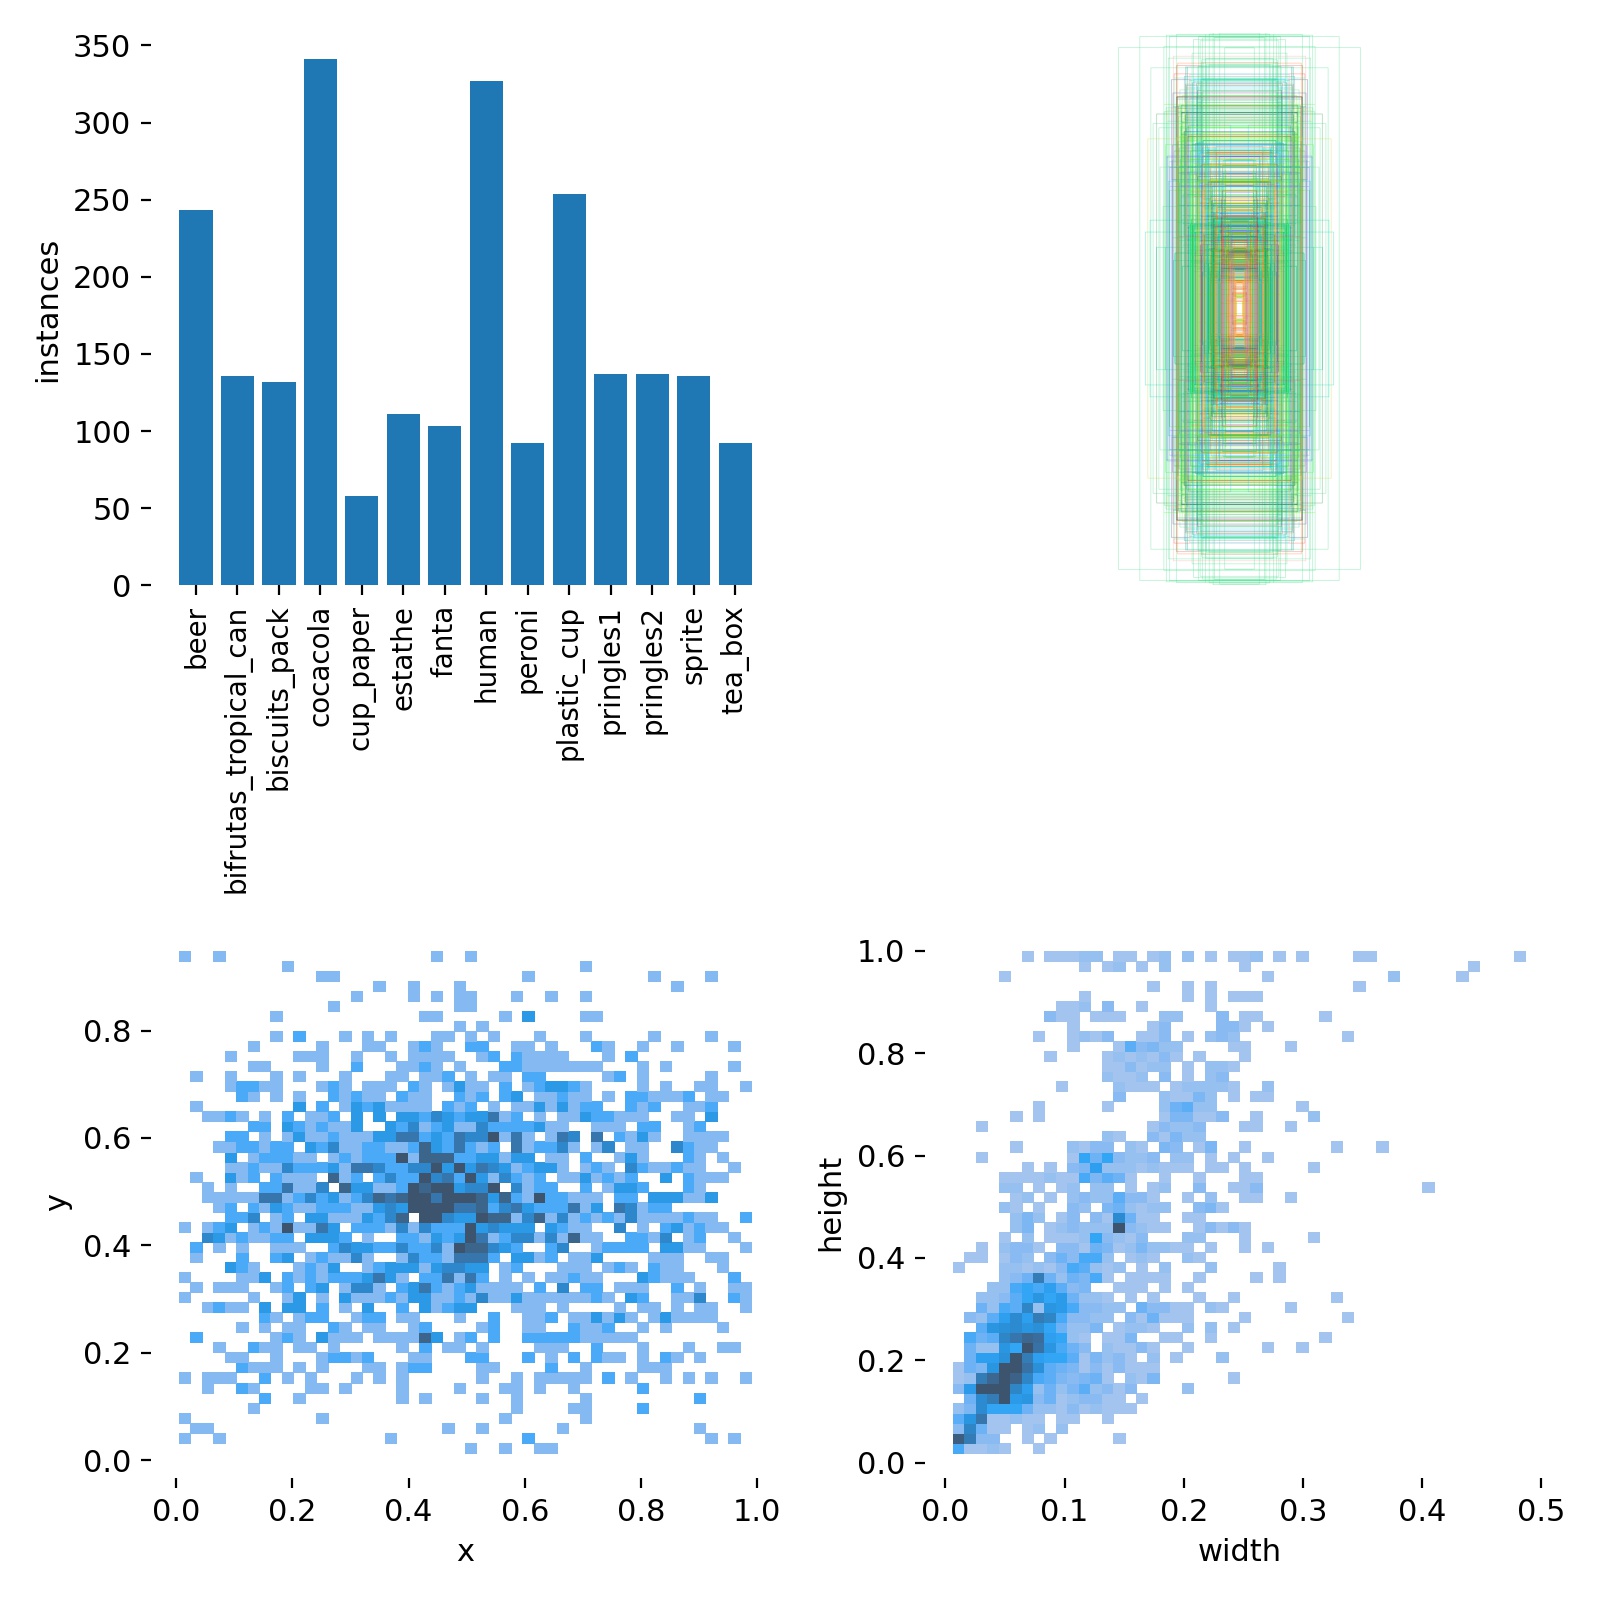 350
300
250
200
150
100
50
0
instances
beer
bifrutas_tropical_can
biscuits_pack
cocacola
cup_paper
estathe
fanta
human
peroni
plastic_cup
pringles1
pringles2
sprite
tea_box
0.8
0.6
0.4
0.2
0.0
y
0.0 0.2 0.4 0.6 0.8 1.0
x
1.0
0.8
0.6
0.4
0.2
0.0
height
0.0 0.1 0.2 0.3 0.4 0.5
width